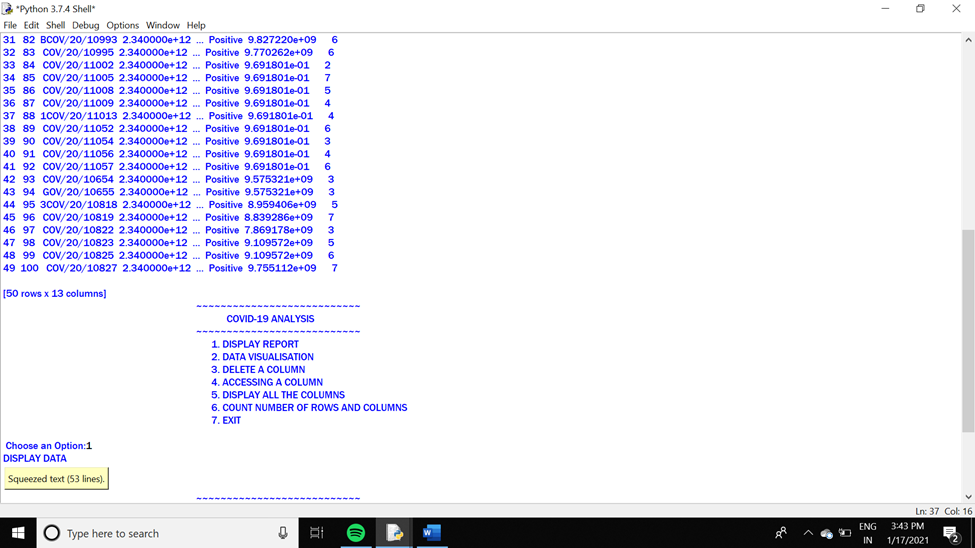 *Python 3.7.4 Shell*
File Edit Shell Debug Options Window Help
31 82 BCOV/20/10993 2.340000e+12 ... Positive 9.827220e+09 6
32 83 COV/20/10995 2.340000e+12 ... Positive 9.770262e+09 6
33 84 COV/20/11002 2.340000e+12 ... Positive 9.691801e-01 2
34 85 COV/20/11005 2.340000e+12 ... Positive 9.691801e-01 7
35 86 COV/20/11008 2.340000e+12 ... Positive 9.691801e-01 5
36 87 COV/20/11009 2.340000e+12 ... Positive 9.691801e-01 4
37 88 1COV/20/11013 2.340000e+12 ... Positive 9.691801e-01 4
38 89 COV/20/11052 2.340000e+12 ... Positive 9.691801e-01 6
39 90 COV/20/11054 2.340000e+12 ... Positive 9.691801e-01 3
40 91 COV/20/11056 2.340000e+12 ... Positive 9.691801e-01 4
41 92 COV/20/11057 2.340000e+12 ... Positive 9.691801e-01 6
42 93 COV/20/10654 2.340000e+12 ... Positive 9.575321e+09 3
43 94 GOV/20/10655 2.340000e+12 ... Positive 9.575321e+09 3
44 95 3COV/20/10818 2.340000e+12 ... Positive 8.959406e+09 5
45 96 COV/20/10819 2.340000e+12 ... Positive 8.839286e+09 7
46 97 COV/20/10822 2.340000e+12 ... Positive 7.869178e+09 3
47 98 COV/20/10823 2.340000e+12 ... Positive 9.109572e+09 5
48 99 COV/20/10825 2.340000e+12 ... Positive 9.109572e+09 6
49 100 COV/20/10827 2.340000e+12 ... Positive 9.755112e+09 7
[50 rows x 13 columns]
~~~~~~~~~~~~~~~~~~~~~~~~~~~
COVID-19 ANALYSIS
~~~~~~~~~~~~~~~~~~~~~~~~~~~
1. DISPLAY REPORT
2. DATA VISUALISATION
3. DELETE A COLUMN
4. ACCESSING A COLUMN
5. DISPLAY ALL THE COLUMNS
6. COUNT NUMBER OF ROWS AND COLUMNS
7. EXIT
Choose an Option:1
DISPLAY DATA
Squeezed text (53 lines).
~~~~~~~~~~~~~~~~~~~~~~~~~~~
Ln: 37 Col: 16
Type here to search
ENG
IN
3:43 PM
1/17/2021
2